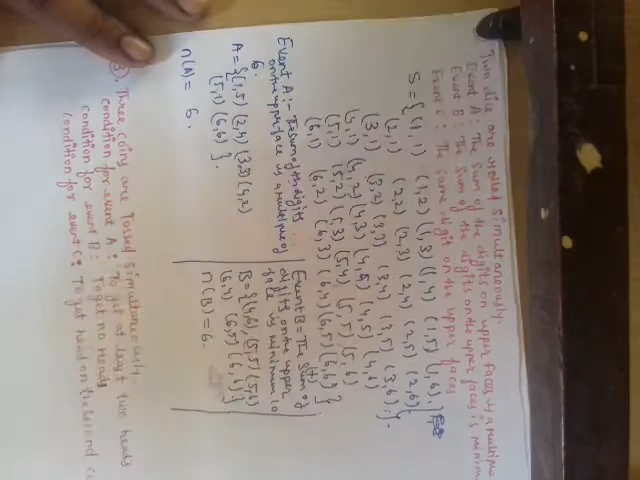 Two dice are rolled simultaneously.
Event A: The sum of the digits on upper faces is a multiple
Event B: The sum of the digits on the upper faces is minim
Event C: The same digit on the upper faces
S = {(1,1) (1,2) (1,3) (1,4) (1,5) (1,6),
(2,1) (2,2) (2,3) (2,4) (2,5) (2,6)
(3,1) (3,2) (3,3) (3,4) (3,5) (3,6)
(4,1) (4,2) (4,3) (4,4) (4,5) (4,6)
(5,1) (5,2) (5,3) (5,4) (5,5) (5,6)
(6,1) (6,2) (6,3) (6,4) (6,5) (6,6) }
Event A :- The sum of the digits
on the upper face is a multiple of
6.
A = {(1,5) (2,4) (3,3) (4,2)
(5,1) (6,6) }.
n(A) = 6.
Event B = The sum of
digits on the upper
face is minimum 10
B = {(4,6), (5,5) (5,6)
(6,4) (6,5) (6,6)}
n(B) = 6.
3). Three coins are tossed simultaneously.
condition for event A : To get at least two heads
condition for event B : To get no heads
condition for event C : To get head on the second c